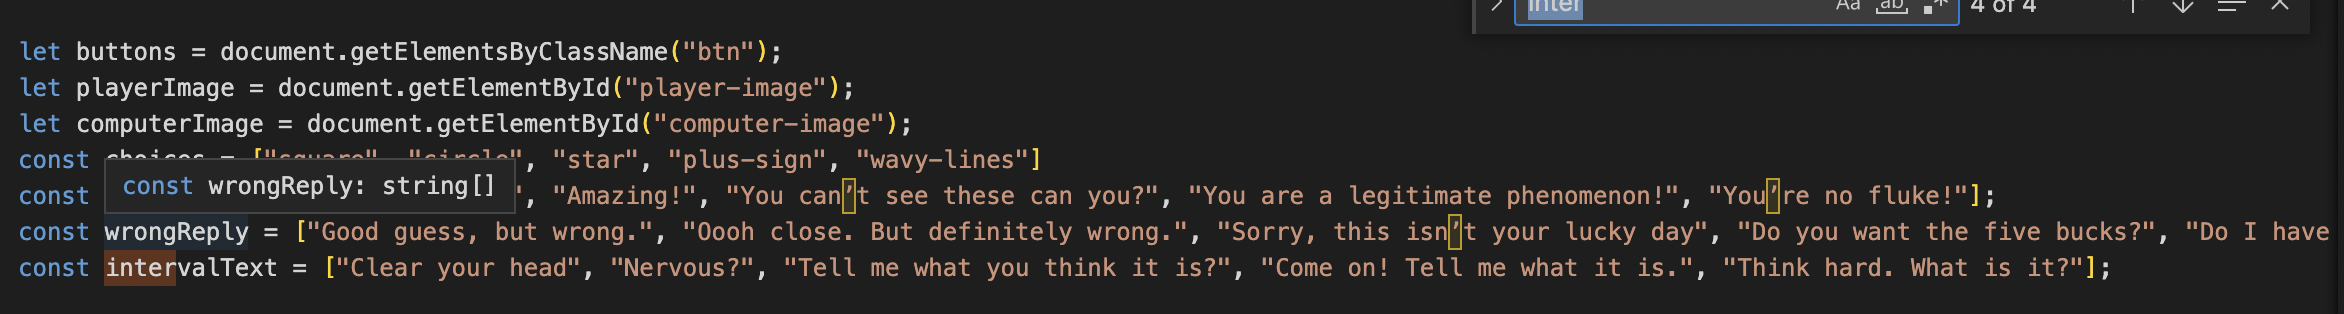 inter Aa ab .* 4 of 4
let buttons = document.getElementsByClassName("btn");
let playerImage = document.getElementById("player-image");
let computerImage = document.getElementById("computer-image");
const choices = ["square", "circle", "star", "plus-sign", "wavy-lines"]
const wrongReply: string[]
const ", "Amazing!", "You can’t see these can you?", "You are a legitimate phenomenon!", "You’re no fluke!"];
const wrongReply = ["Good guess, but wrong.", "Oooh close. But definitely wrong.", "Sorry, this isn’t your lucky day", "Do you want the five bucks?", "Do I have
const intervalText = ["Clear your head", "Nervous?", "Tell me what you think it is?", "Come on! Tell me what it is.", "Think hard. What is it?"];